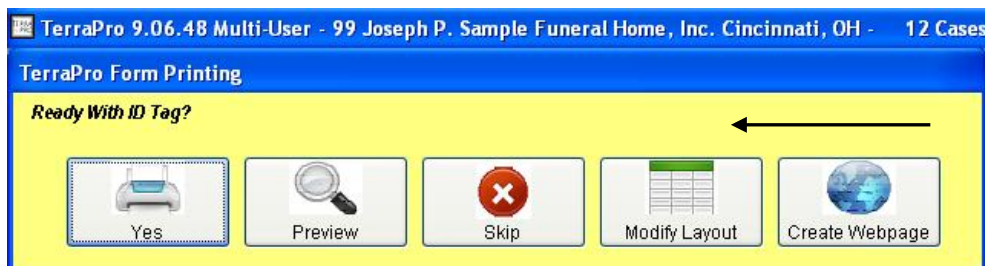 TerraPro 9.06.48 Multi-User - 99 Joseph P. Sample Funeral Home, Inc. Cincinnati, OH - 12 Cases
TerraPro Form Printing
Ready With ID Tag?
Yes Preview Skip Modify Layout Create Webpage